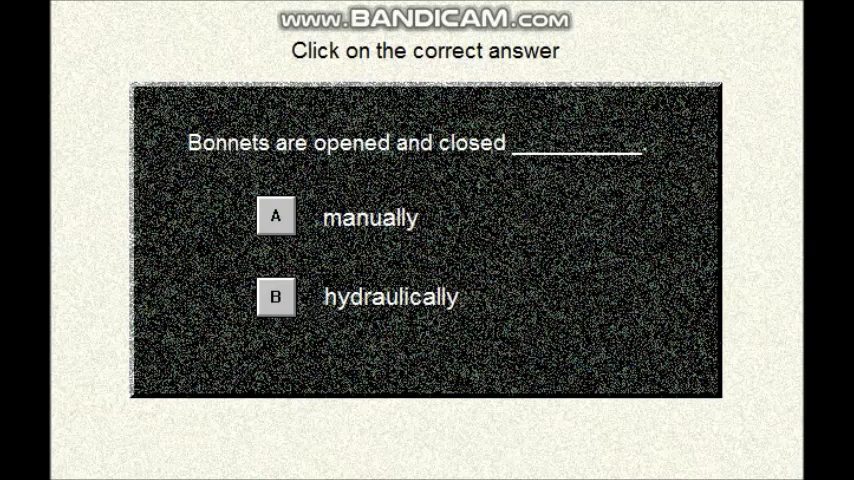 www.BANDICAM.com
Click on the correct answer
Bonnets are opened and closed ___________.
A manually
B hydraulically